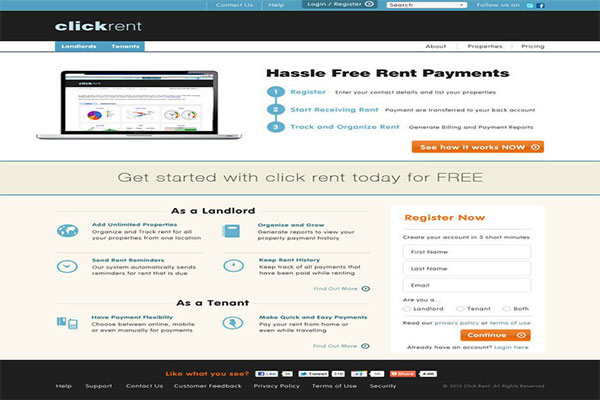 Contact Us Help Login / Register Search Follow us on
clickrent
Landlords Tenants About Properties Pricing
Hassle Free Rent Payments
1 Register Enter your contact details and list your properties
2 Start Receiving Rent Payment are transferred to your back account
3 Track and Organize Rent Generate Billing and Payment Reports
See how it works NOW
Get started with click rent today for FREE
As a Landlord
Add Unlimited Properties
Organize and Track rent for all
your properties from one location
Organize and Grow
Generate reports to view your
property payment history
Send Rent Reminders
Our system automatically sends
reminders for rent that is due
Keep Rent History
Keep track of all payments that
have been paid while renting
Find Out More
As a Tenant
Have Payment Flexibilty
Choose between online, mobile
or even manually for payments
Make Quick and Easy Payments
Pay your rent from home or
even while travelling
Find Out More
Register Now
Create your account in 3 short minutes
First Name
Last Name
Email
Are you a...
Landlord Tenant Both
Read our privacy policy or terms of use
Continue
Already have an account? Login here
Like what you see? Like Tweet Share
Help Support Contact Us Customer Feedback Privacy Policy Terms of Use Security
© 2012 Click Rent. All Rights Reserved